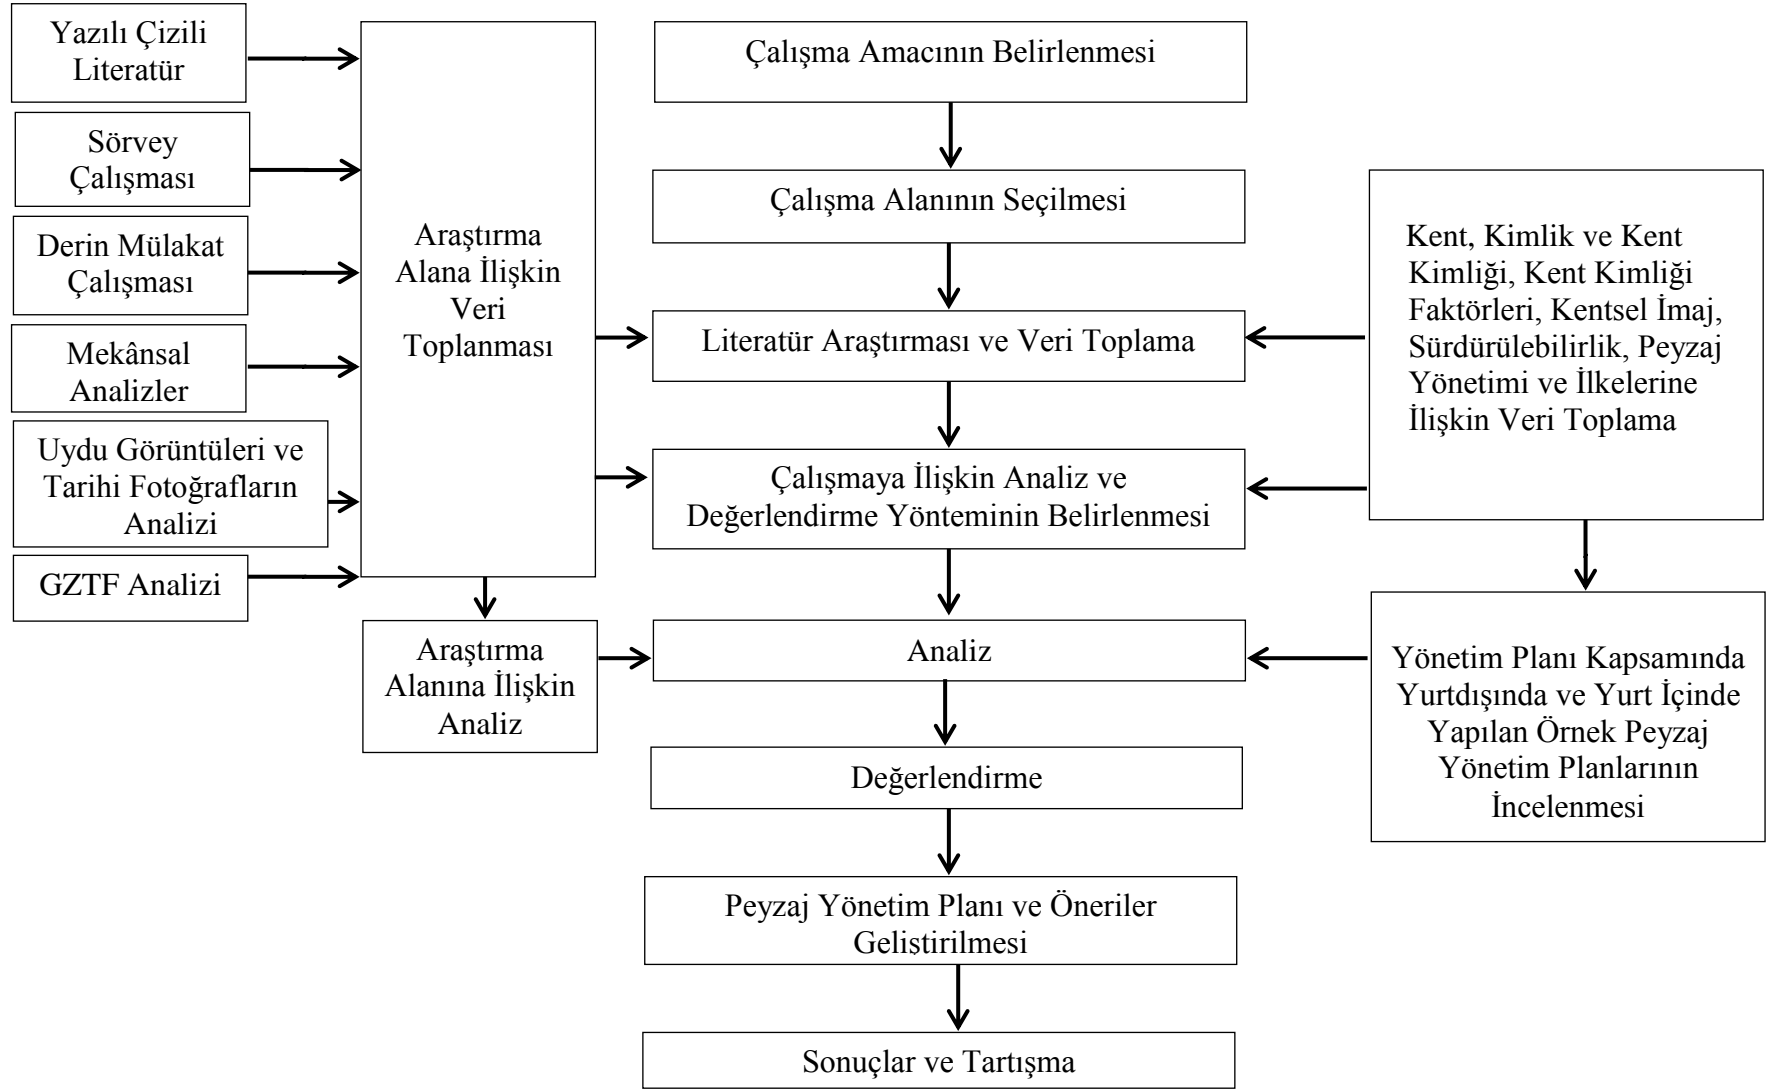 Yazılı Çizili
Literatür
Sörvey
Çalışması
Derin Mülakat
Çalışması
Mekânsal
Analizler
Uydu Görüntüleri ve
Tarihi Fotoğrafların
Analizi
GZTF Analizi
Araştırma
Alana İlişkin
Veri
Toplanması
Araştırma
Alanına İlişkin
Analiz
Çalışma Amacının Belirlenmesi
Çalışma Alanının Seçilmesi
Literatür Araştırması ve Veri Toplama
Çalışmaya İlişkin Analiz ve
Değerlendirme Yönteminin Belirlenmesi
Analiz
Değerlendirme
Peyzaj Yönetim Planı ve Öneriler
Geliştirilmesi
Sonuçlar ve Tartışma
Kent, Kimlik ve Kent
Kimliği, Kent Kimliği
Faktörleri, Kentsel İmaj,
Sürdürülebilirlik, Peyzaj
Yönetimi ve İlkelerine
İlişkin Veri Toplama
Yönetim Planı Kapsamında
Yurtdışında ve Yurt İçinde
Yapılan Örnek Peyzaj
Yönetim Planlarının
İncelenmesi